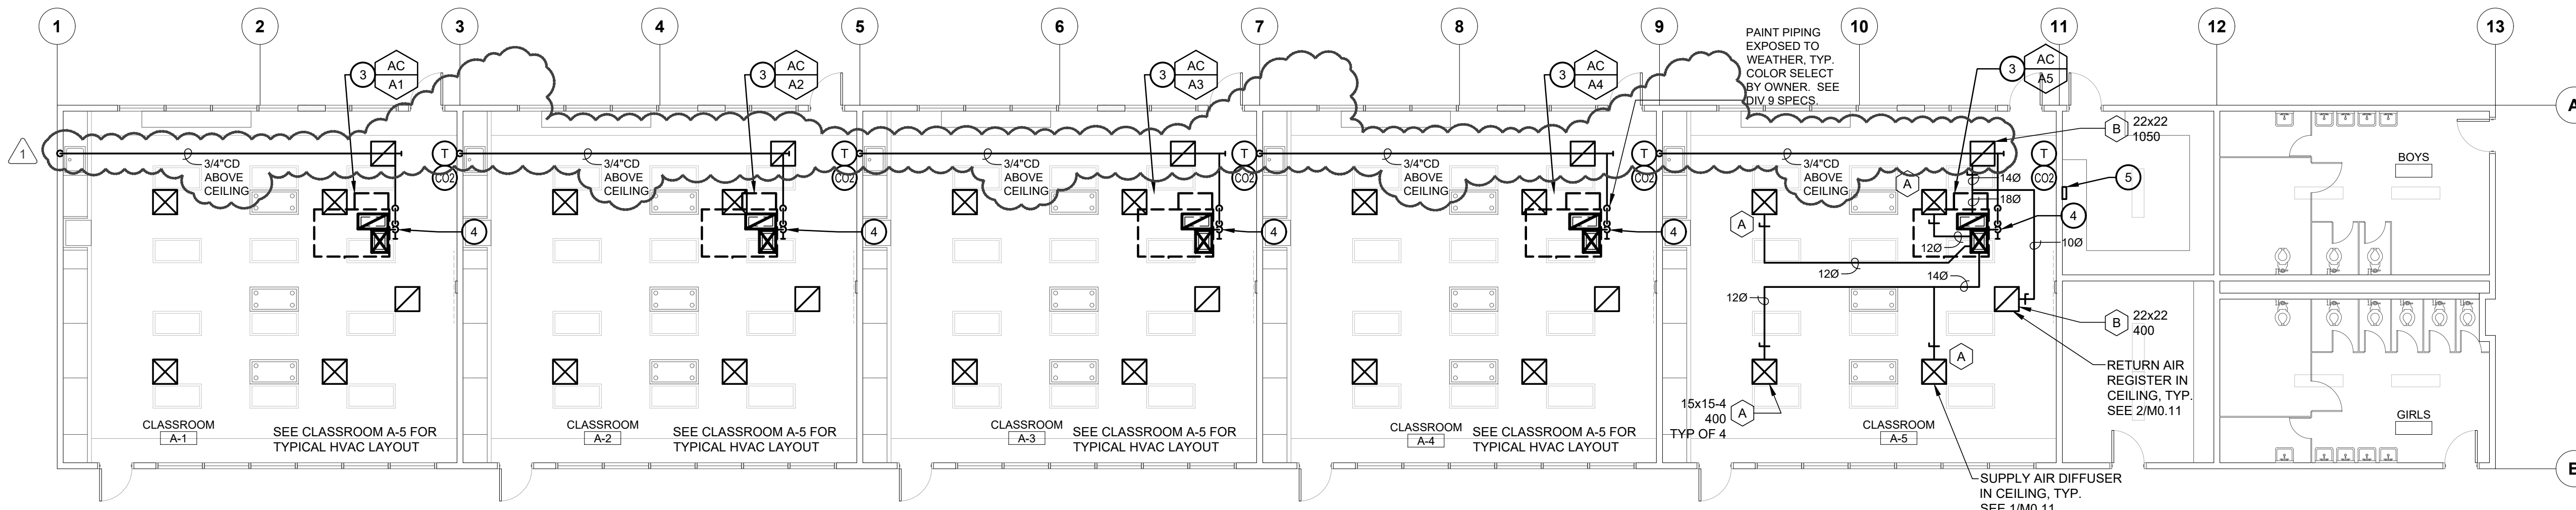 1
2
3
4
5
6
7
8
9
10
11
12
13
PAINT PIPING
EXPOSED TO
WEATHER, TYP.
COLOR SELECT
BY OWNER. SEE
DIV 9 SPECS.
3
AC
A1
3
AC
A2
3
AC
A3
3
AC
A4
3
AC
A5
A
1
T
CO2
T
CO2
T
CO2
T
CO2
T
CO2
3/4"CD
ABOVE
CEILING
3/4"CD
ABOVE
CEILING
3/4"CD
ABOVE
CEILING
3/4"CD
ABOVE
CEILING
3/4"CD
ABOVE
CEILING
B
22x22
1050
BOYS
14Ø
5
A
18Ø
A
4
4
4
4
4
12Ø
10Ø
12Ø
14Ø
12Ø
B
22x22
400
A
RETURN AIR
REGISTER IN
CEILING, TYP.
SEE 2/M0.11
15x15-4
400
TYP OF 4
A
GIRLS
CLASSROOM
A-1
SEE CLASSROOM A-5 FOR
TYPICAL HVAC LAYOUT
CLASSROOM
A-2
SEE CLASSROOM A-5 FOR
TYPICAL HVAC LAYOUT
CLASSROOM
A-3
SEE CLASSROOM A-5 FOR
TYPICAL HVAC LAYOUT
CLASSROOM
A-4
SEE CLASSROOM A-5 FOR
TYPICAL HVAC LAYOUT
CLASSROOM
A-5
SUPPLY AIR DIFFUSER
IN CEILING, TYP.
SEE 1/M0.11